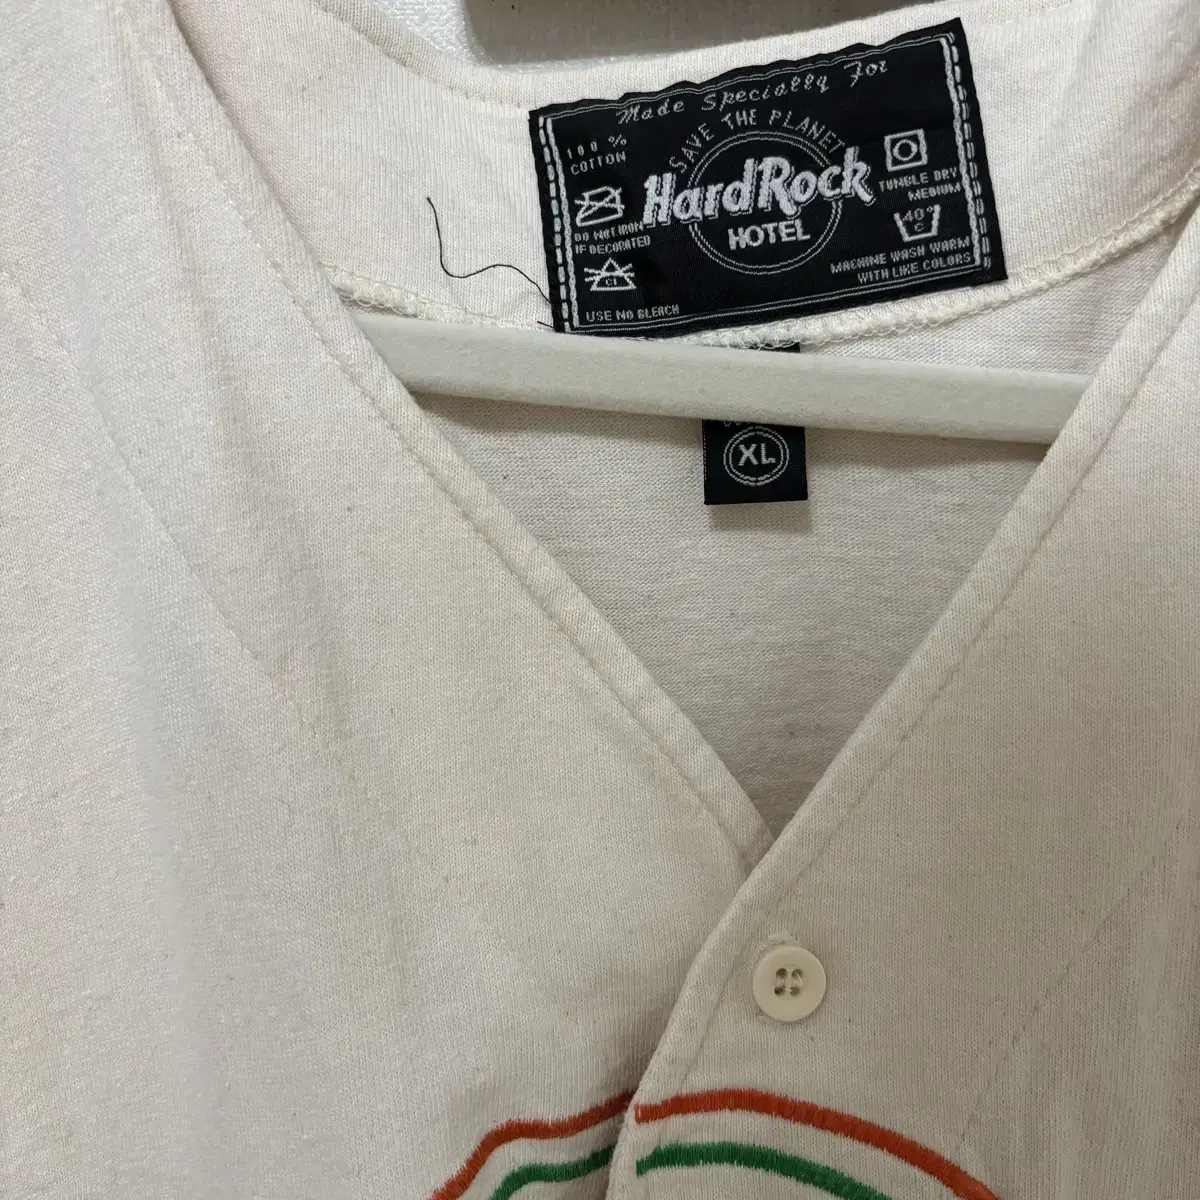 Made Specially For
SAVE THE PLANET
100 %
COTTON
HardRock
HOTEL
DO NOT IRON
IF DECORATED
CL
USE NO BLEACH
TUMBLE DRY
MEDIUM
40°
C
MACHINE WASH WARM
WITH LIKE COLORS
XL